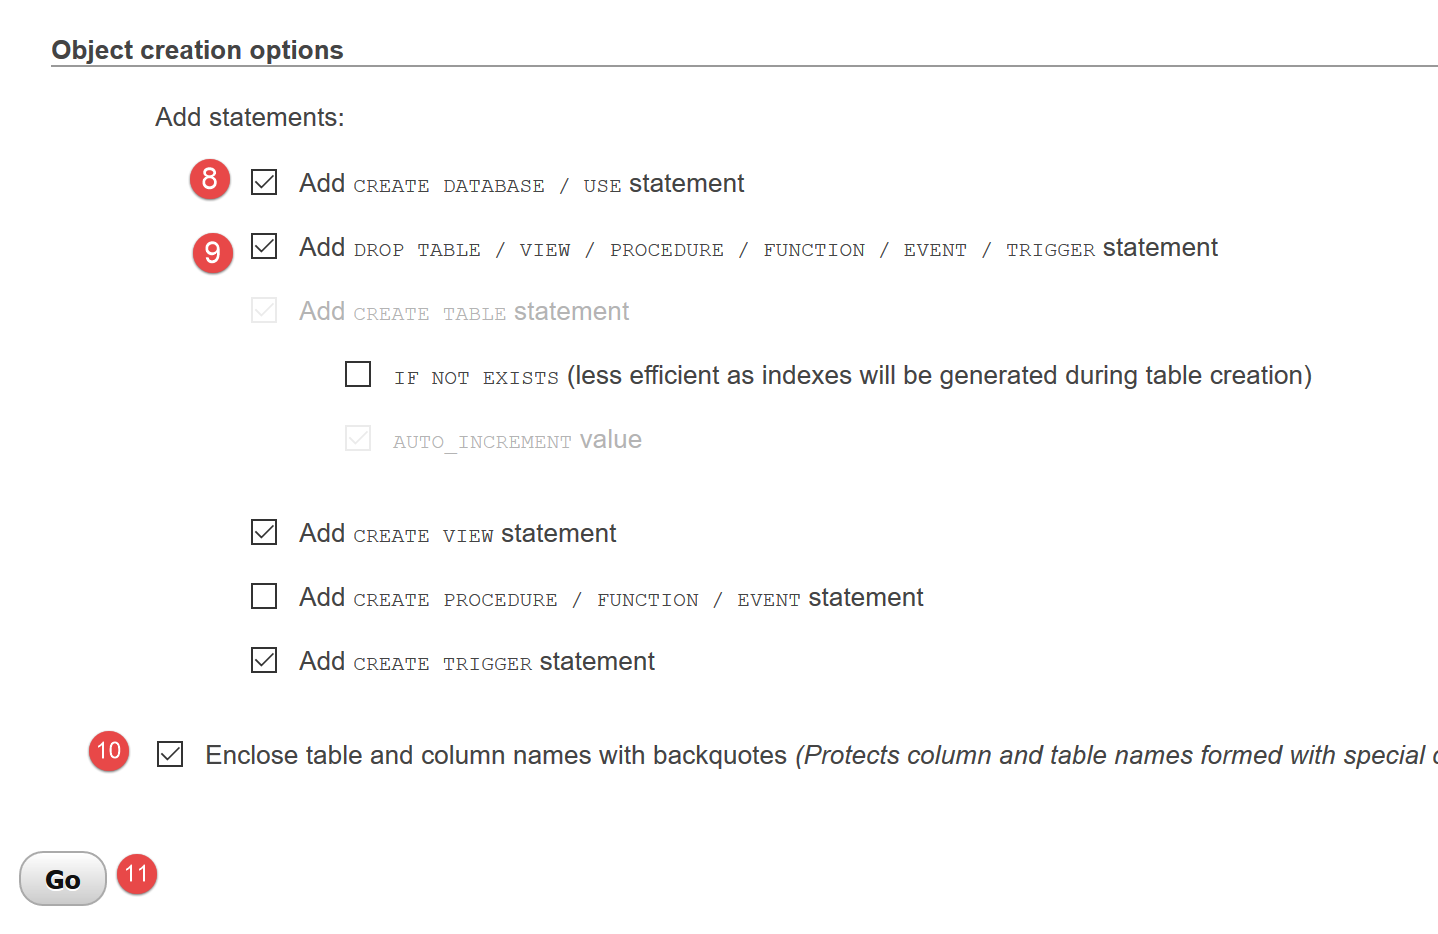 Object creation options
Add statements:
8 Add CREATE DATABASE / USE statement
9 Add DROP TABLE / VIEW / PROCEDURE / FUNCTION / EVENT / TRIGGER statement
Add CREATE TABLE statement
IF NOT EXISTS (less efficient as indexes will be generated during table creation)
AUTO_INCREMENT value
Add CREATE VIEW statement
Add CREATE PROCEDURE / FUNCTION / EVENT statement
Add CREATE TRIGGER statement
10 Enclose table and column names with backquotes (Protects column and table names formed with special
Go 11